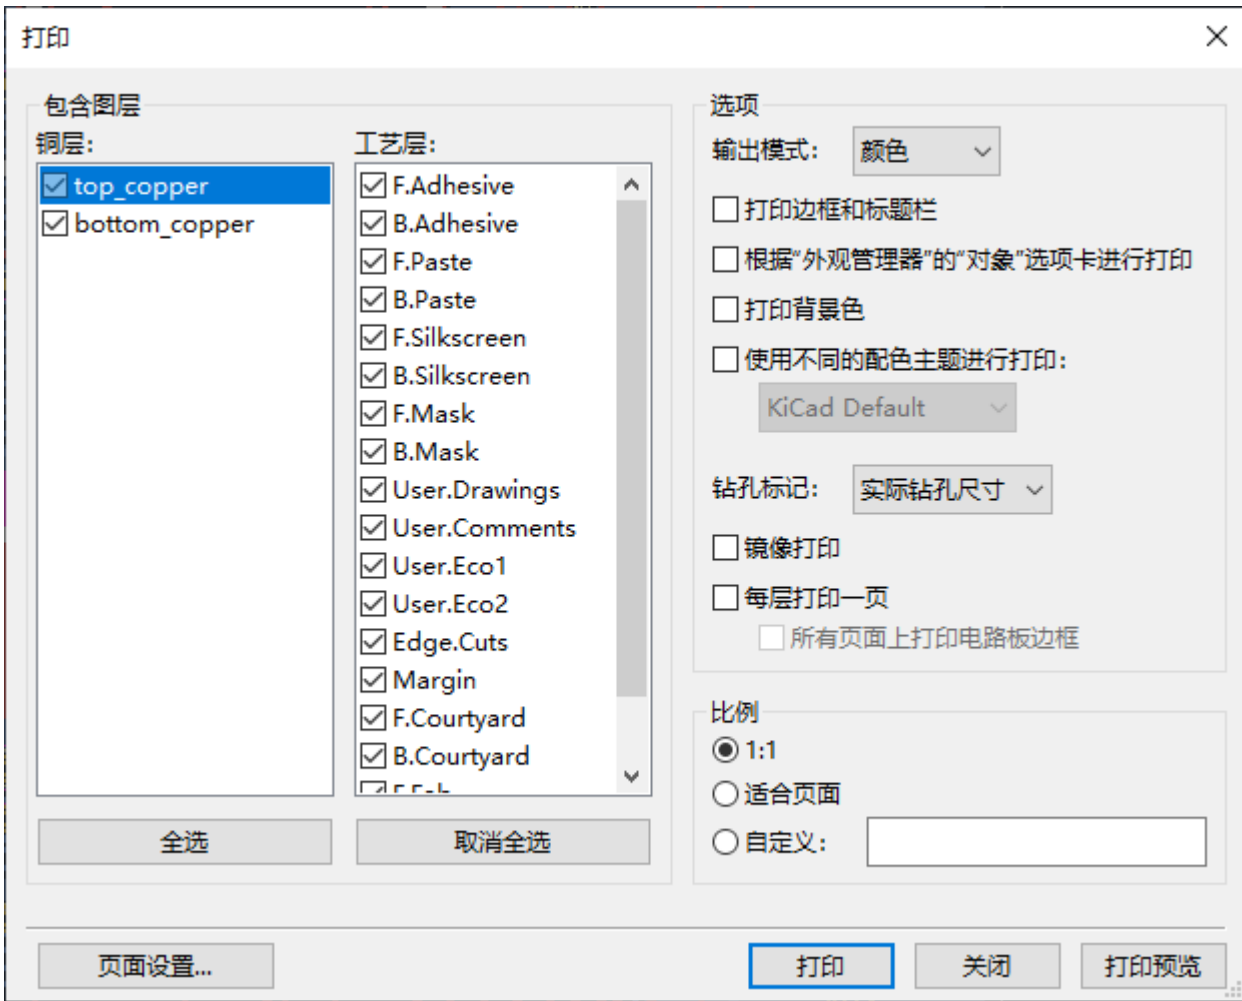 打印
包含图层
铜层:
top_copper
bottom_copper
工艺层:
F.Adhesive
B.Adhesive
F.Paste
B.Paste
F.Silkscreen
B.Silkscreen
F.Mask
B.Mask
User.Drawings
User.Comments
User.Eco1
User.Eco2
Edge.Cuts
Margin
F.Courtyard
B.Courtyard
F.Fab
全选
取消全选
选项
输出模式: 颜色
打印边框和标题栏
根据“外观管理器”的“对象”选项卡进行打印
打印背景色
使用不同的配色主题进行打印:
KiCad Default
钻孔标记: 实际钻孔尺寸
镜像打印
每层打印一页
所有页面上打印电路板边框
比例
1:1
适合页面
自定义:
页面设置...
打印
关闭
打印预览